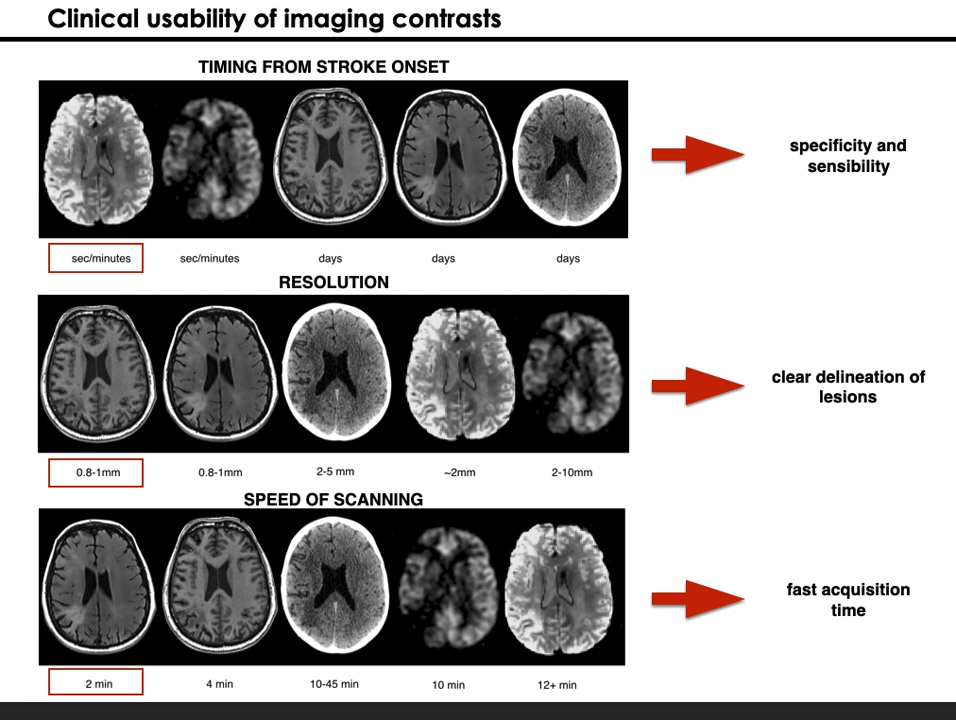 Clinical usability of imaging contrasts
TIMING FROM STROKE ONSET
specificity and
sensibility
sec/minutes
sec/minutes
days
days
days
RESOLUTION
clear delineation of
lesions
0.8-1mm
0.8-1mm
2-5 mm
~2mm
2-10mm
SPEED OF SCANNING
fast acquisition
time
2 min
4 min
10-45 min
10 min
12+ min